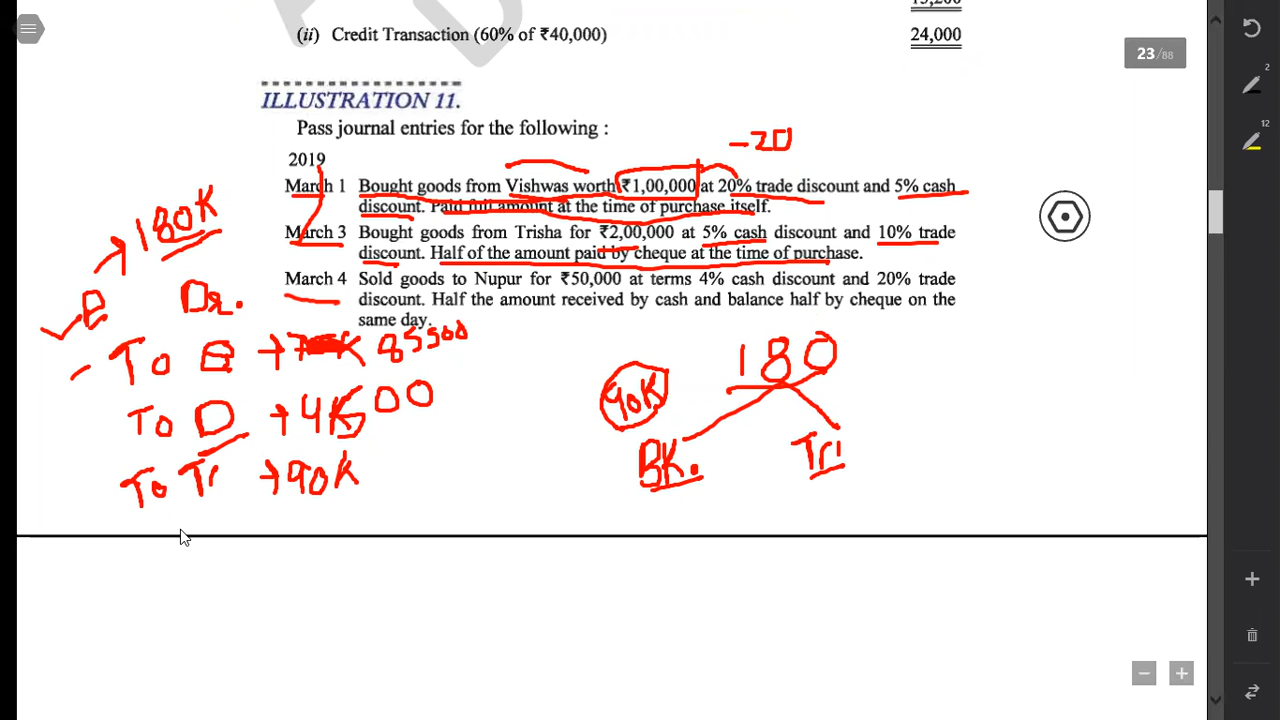 15,200
(ii) Credit Transaction (60% of ₹40,000) 24,000
23/88
ILLUSTRATION 11.
Pass journal entries for the following :
-20
2019
March 1 Bought goods from Vishwas worth ₹1,00,000 at 20% trade discount and 5% cash
discount. Paid full amount at the time of purchase itself.
March 3 Bought goods from Trisha for ₹2,00,000 at 5% cash discount and 10% trade
discount. Half of the amount paid by cheque at the time of purchase.
March 4 Sold goods to Nupur for ₹50,000 at terms 4% cash discount and 20% trade
discount. Half the amount received by cash and balance half by cheque on the
same day.
180K
Dr.
To B 85500
To D 4500
To Tr 90K
180
90K
BK. Tri
2
12